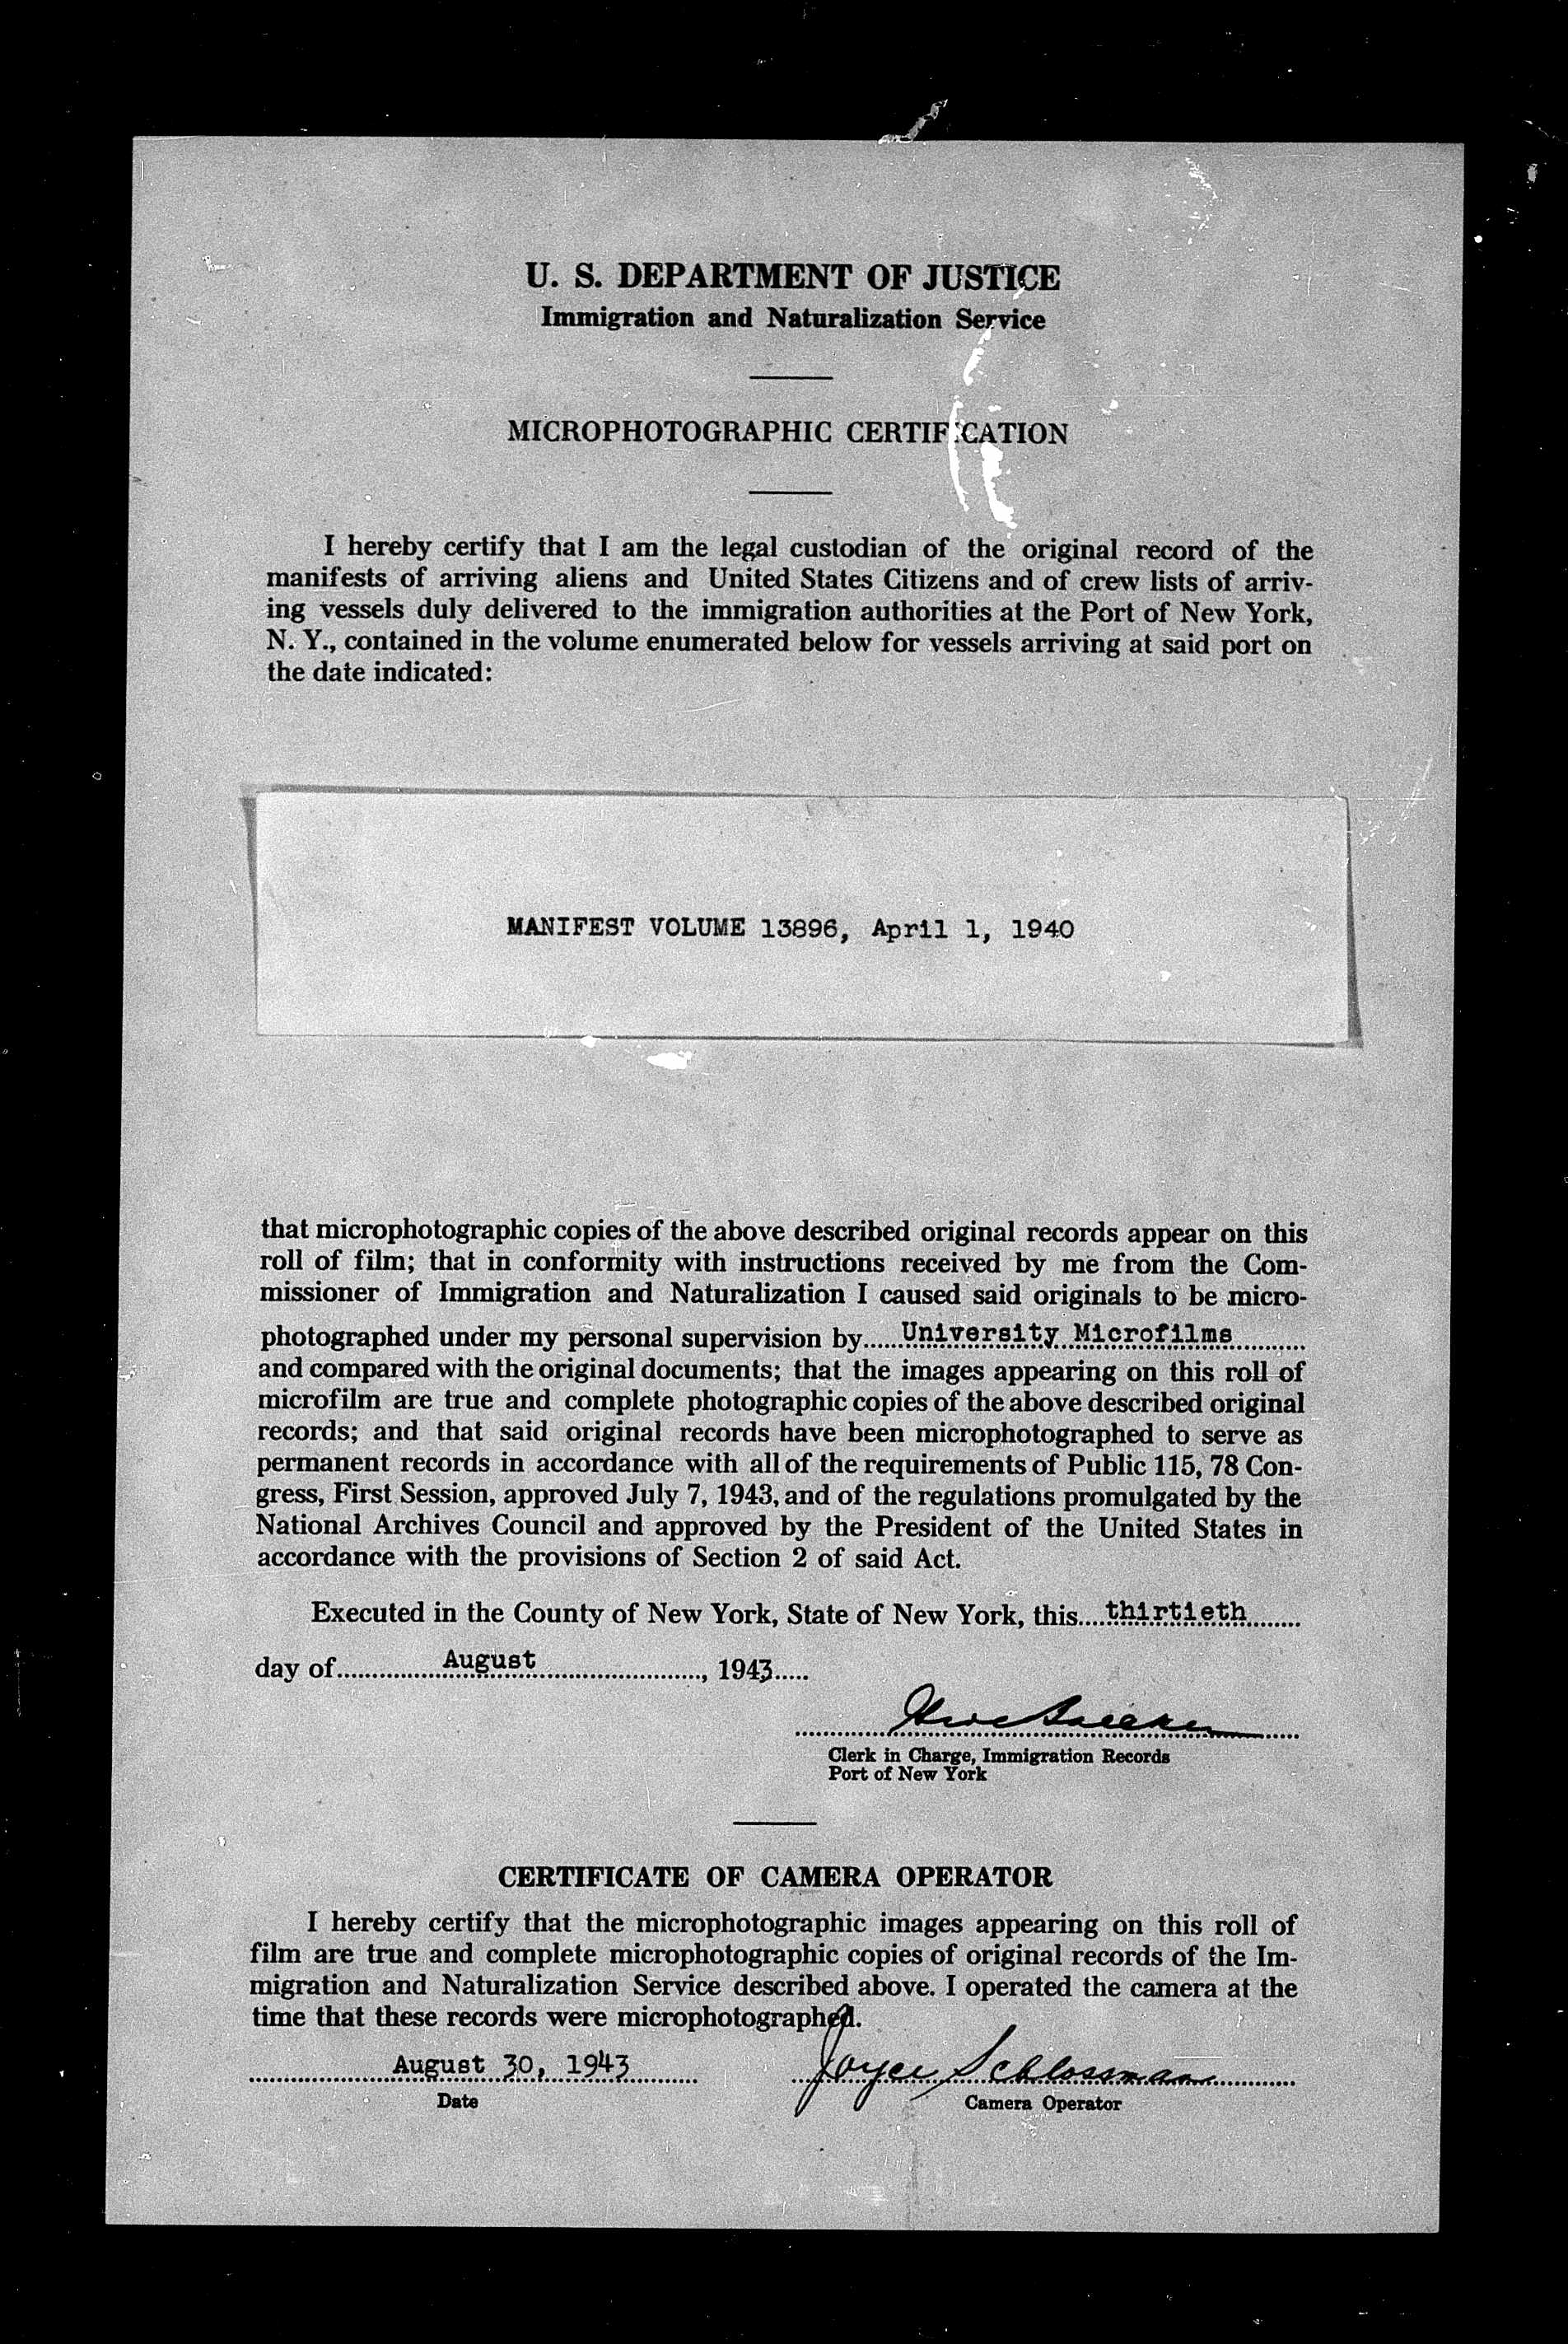 U. S. DEPARTMENT OF JUSTICE
Immigration and Naturalization Service
MICROPHOTOGRAPHIC CERTIFICATION
I hereby certify that I am the legal custodian of the original record of the
manifests of arriving aliens and United States Citizens and of crew lists of arriv-
ing vessels duly delivered to the immigration authorities at the Port of New York,
N. Y., contained in the volume enumerated below for vessels arriving at said port on
the date indicated:
MANIFEST VOLUME 13896, April 1, 1940
that microphotographic copies of the above described original records appear on this
roll of film; that in conformity with instructions received by me from the Com-
missioner of Immigration and Naturalization I caused said originals to be micro-
photographed under my personal supervision by.....University Microfilms..........
and compared with the original documents; that the images appearing on this roll of
microfilm are true and complete photographic copies of the above described original
records; and that said original records have been microphotographed to serve as
permanent records in accordance with all of the requirements of Public 115, 78 Con-
gress, First Session, approved July 7, 1943, and of the regulations promulgated by the
National Archives Council and approved by the President of the United States in
accordance with the provisions of Section 2 of said Act.
Executed in the County of New York, State of New York, this....thirtieth........
day of................August........................, 1943.....
Clerk in Charge, Immigration Records
Port of New York
CERTIFICATE OF CAMERA OPERATOR
I hereby certify that the microphotographic images appearing on this roll of
film are true and complete microphotographic copies of original records of the Im-
migration and Naturalization Service described above. I operated the camera at the
time that these records were microphotographed.
August 30, 1943 Joyce Schlossman
Date Camera Operator